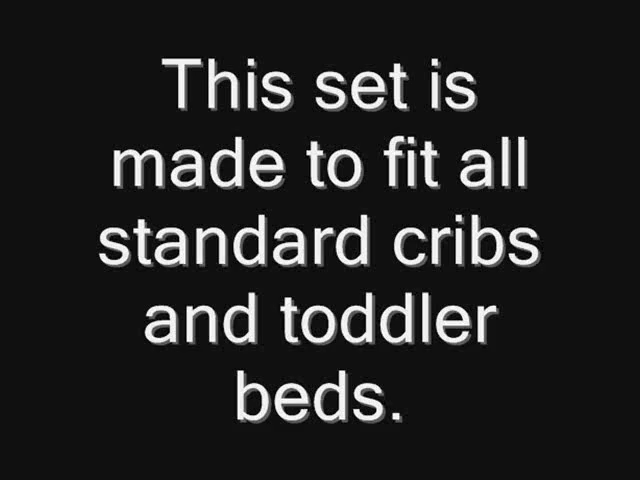 This set is
made to fit all
standard cribs
and toddler
beds.